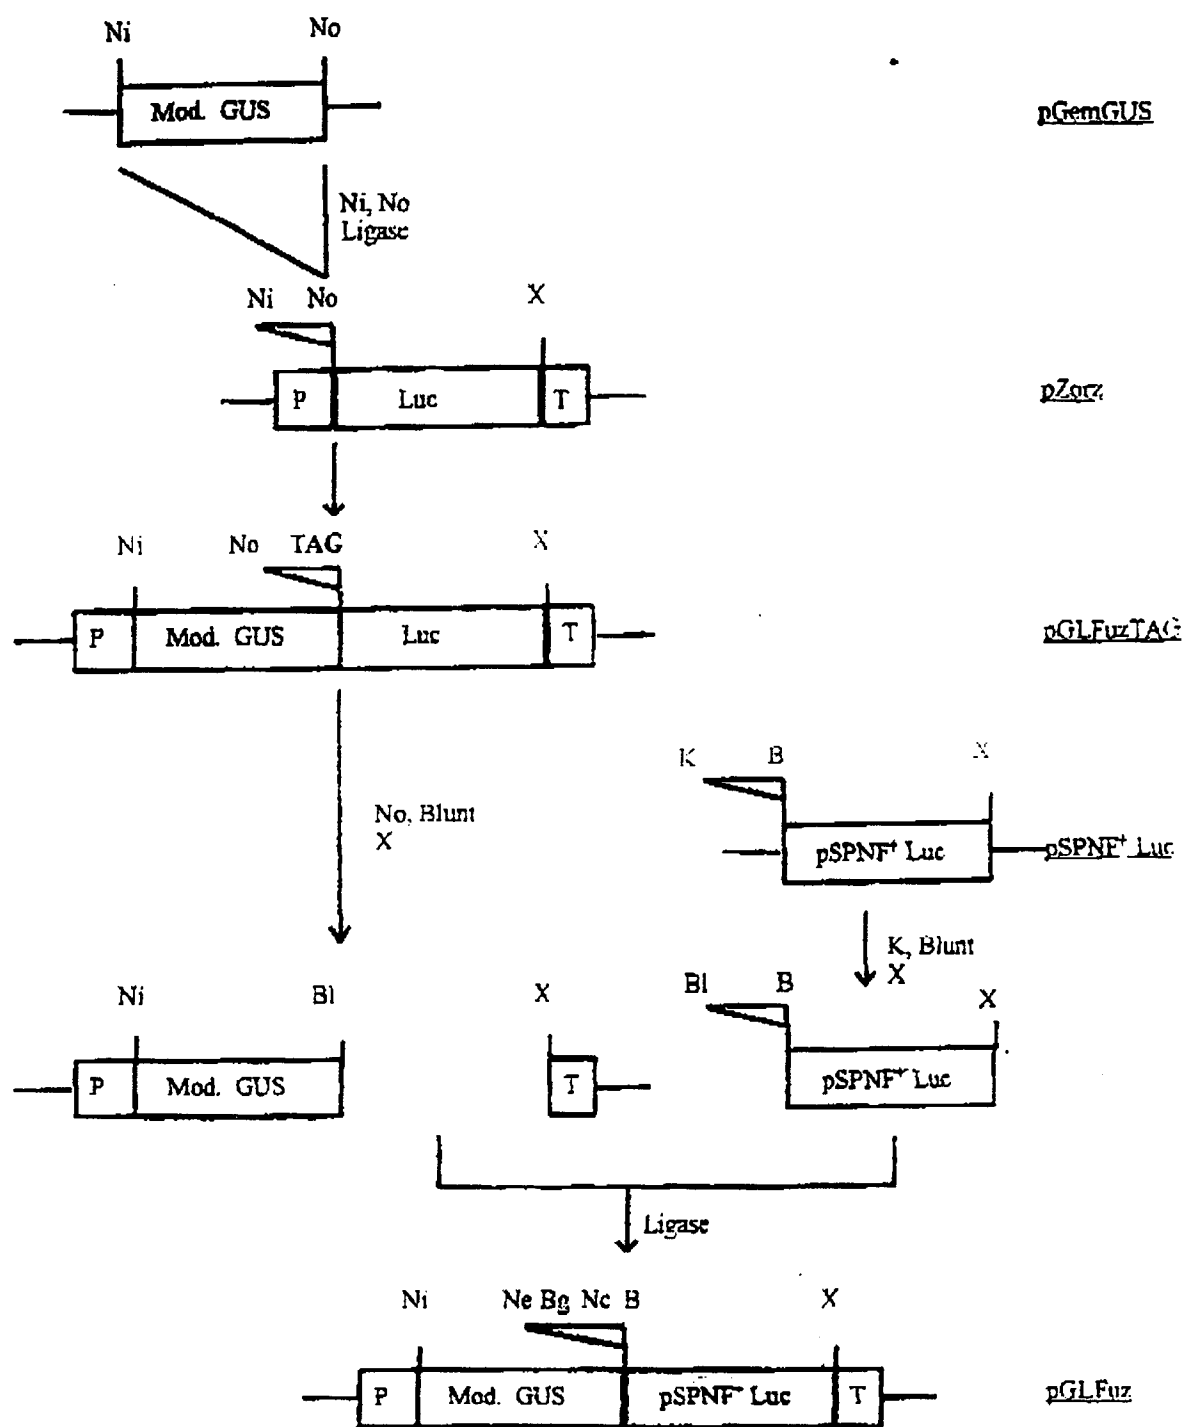 Ni No
Mod. GUS
pGemGUS
Ni, No
Ligase
Ni No X
P Luc T
Ni No TAG X
P Mod. GUS Luc T
pGLFuzTAG
K B X
No, Blunt
X
pSPNF⁺ Luc
pSPNF⁺ Luc
K, Blunt
X
Ni Bl X
Bl B X
P Mod. GUS T
pSPNF⁺ Luc
Ligase
Ni Ne Bg Nc B X
P Mod. GUS pSPNF⁺ Luc T
pGLFuz